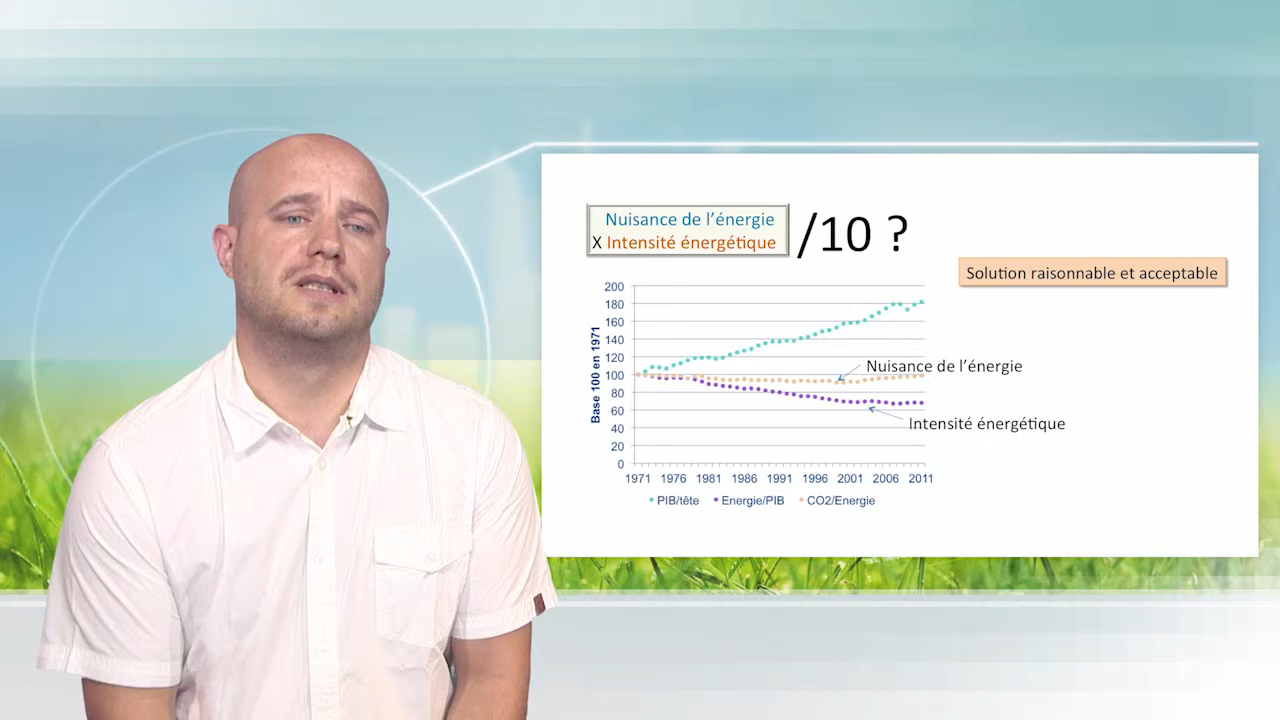 Nuisance de l’énergie
X Intensité énergétique
/10 ?
Solution raisonnable et acceptable
200
180
160
140
120
100
80
60
40
20
0
Base 100 en 1971
Nuisance de l’énergie
Intensité énergétique
1971 1976 1981 1986 1991 1996 2001 2006 2011
PIB/tête Energie/PIB CO2/Energie